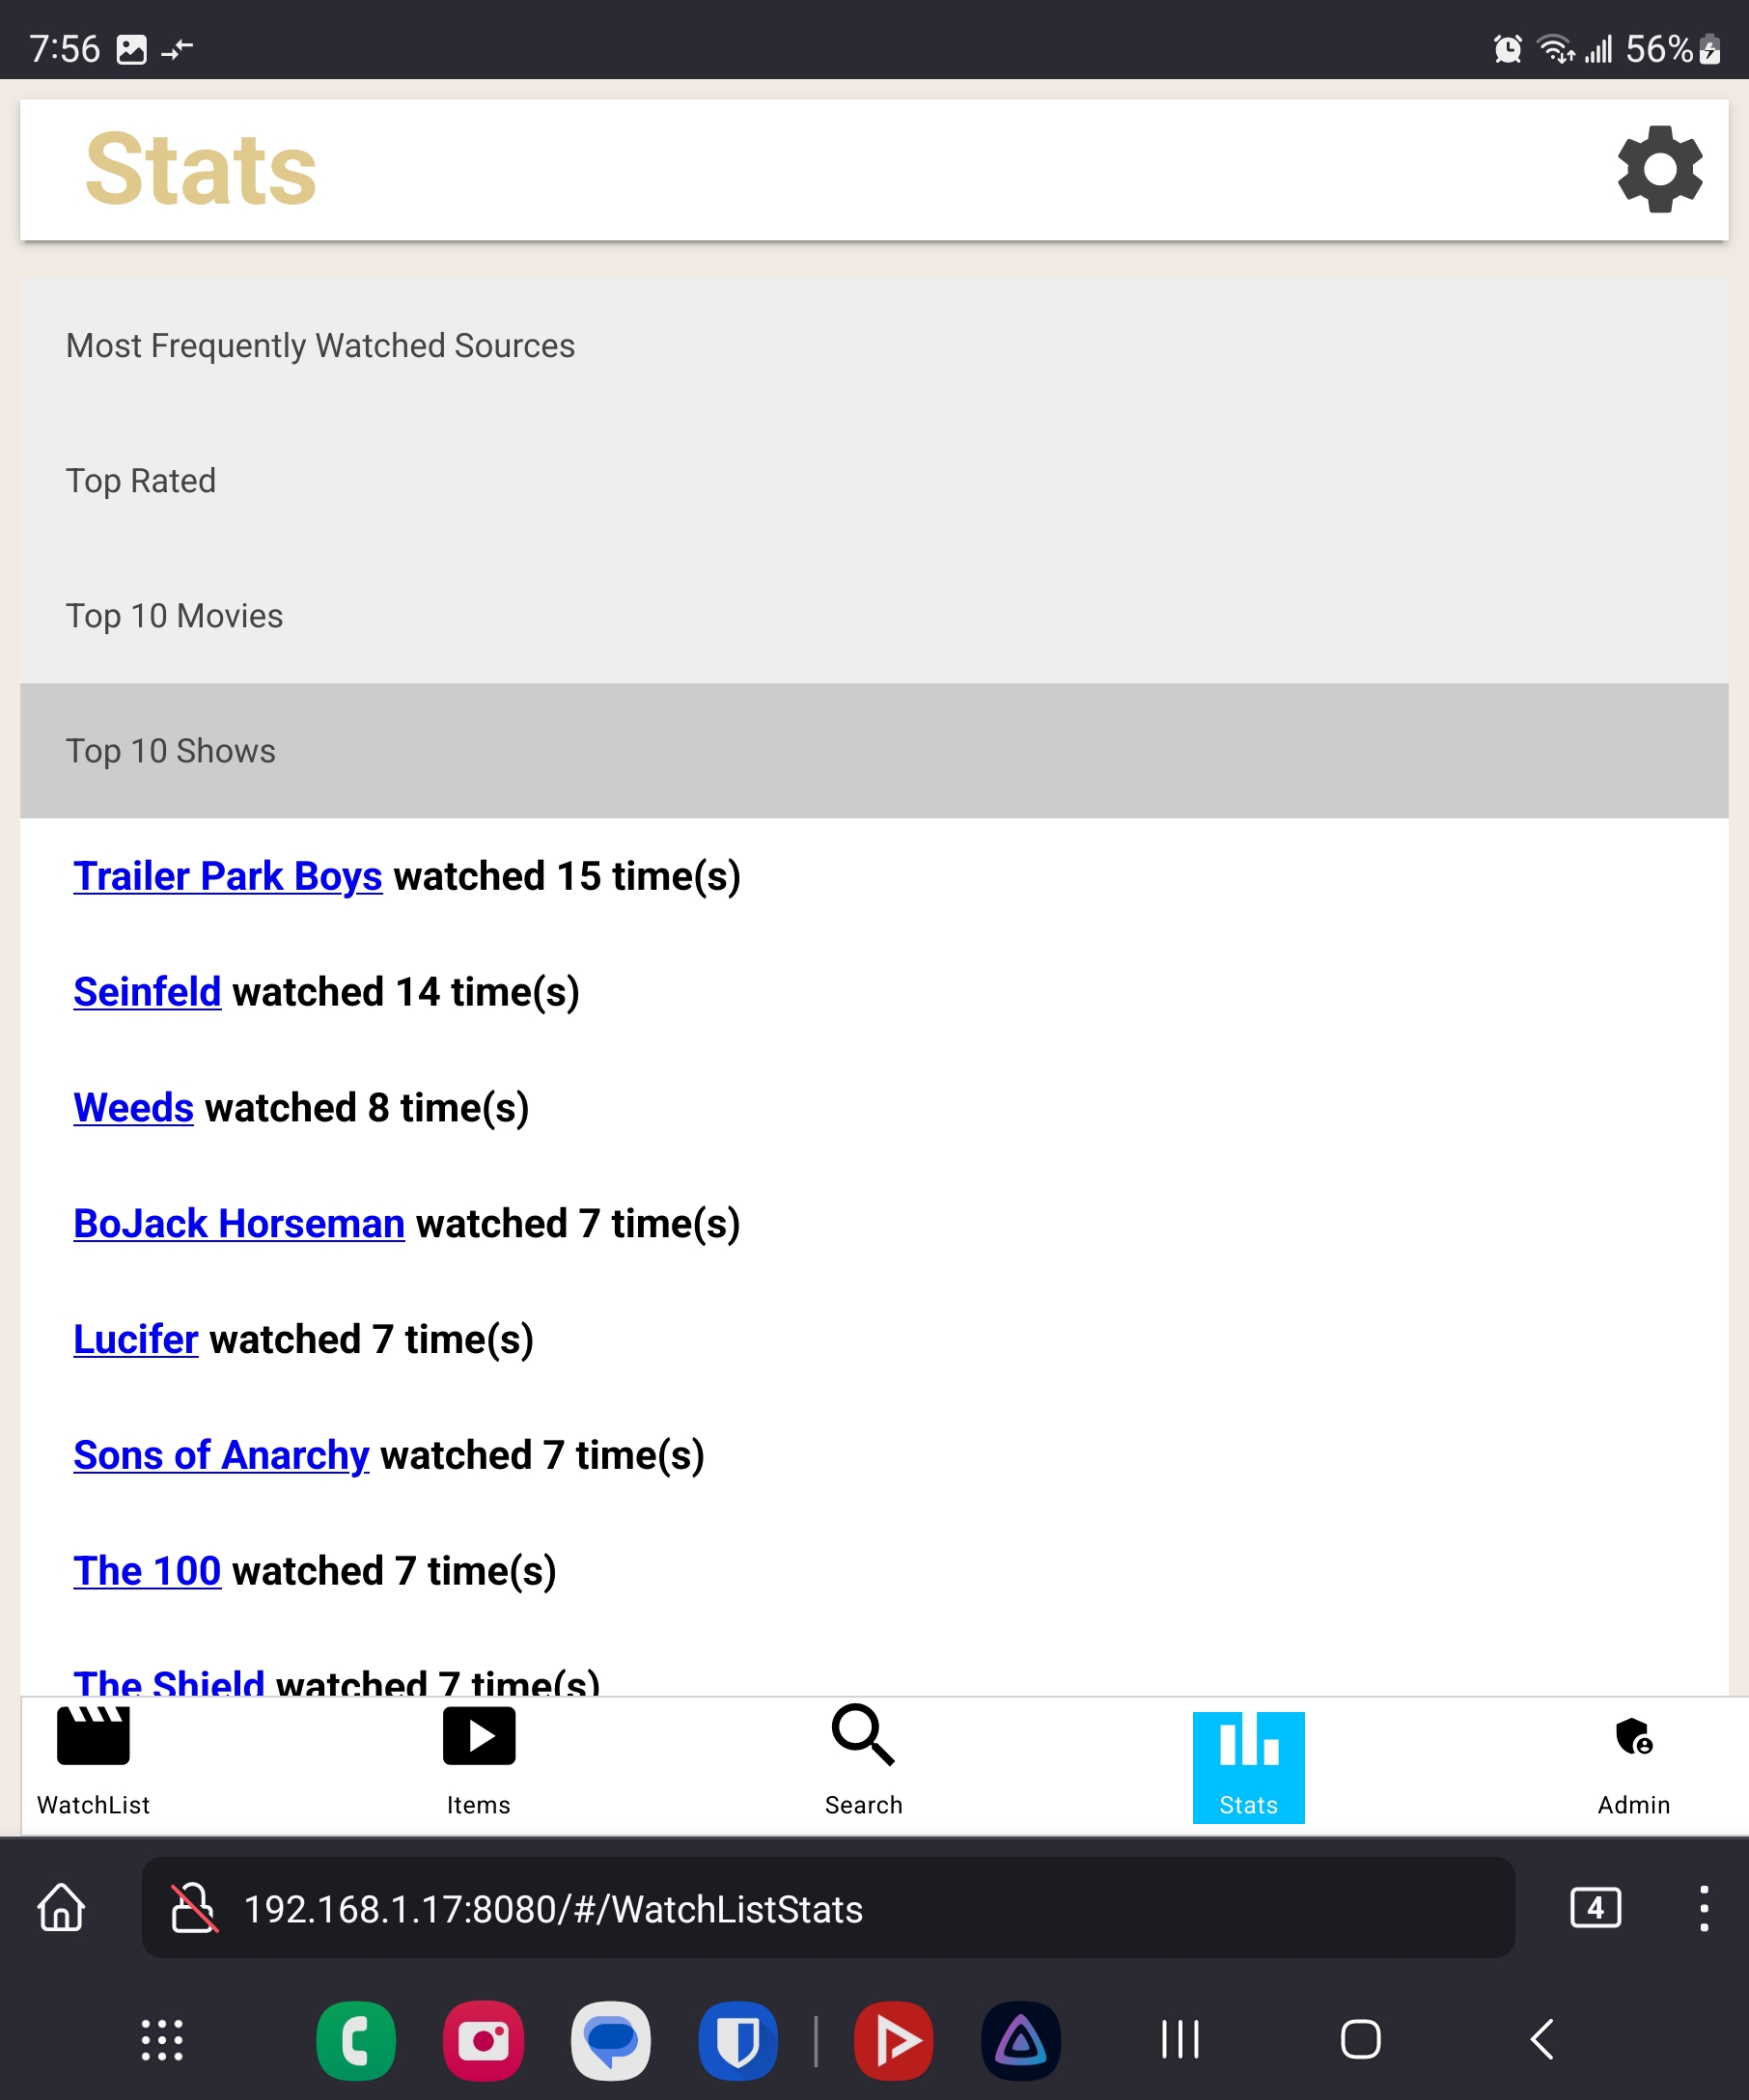 7:56 56%
Stats
Most Frequently Watched Sources
Top Rated
Top 10 Movies
Top 10 Shows
Trailer Park Boys watched 15 time(s)
Seinfeld watched 14 time(s)
Weeds watched 8 time(s)
BoJack Horseman watched 7 time(s)
Lucifer watched 7 time(s)
Sons of Anarchy watched 7 time(s)
The 100 watched 7 time(s)
The Shield watched 7 time(s)
WatchList Items Search Stats Admin
192.168.1.17:8080/#/WatchListStats 4